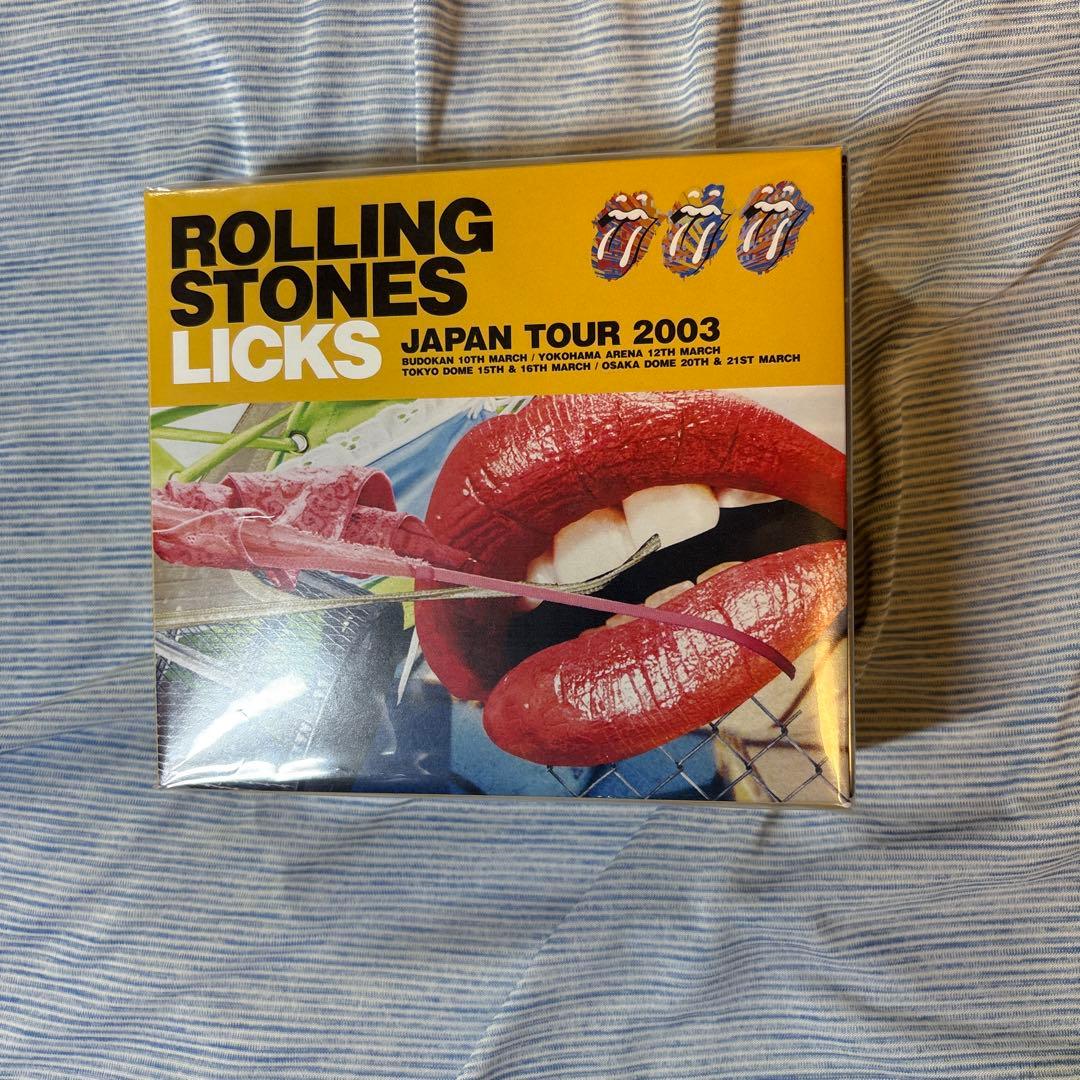 ROLLING
STONES
LICKS
JAPAN TOUR 2003
BUDOKAN 10TH MARCH / YOKOHAMA ARENA 12TH MARCH
TOKYO DOME 15TH & 16TH MARCH / OSAKA DOME 20TH & 21ST MARCH